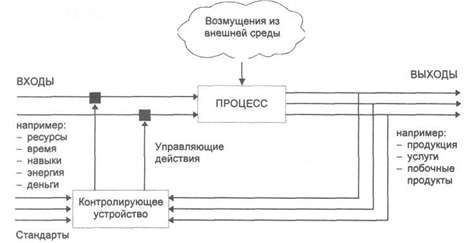 Возмущения из
внешней среды
ВХОДЫ
ВЫХОДЫ
ПРОЦЕСС
например:
– ресурсы
– время
– навыки
– энергия
– деньги
Управляющие
действия
например:
– продукция
– услуги
– побочные
продукты
Контролирующее
устройство
Стандарты